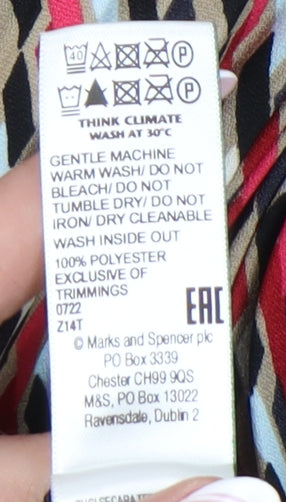 40 P
P
THINK CLIMATE
WASH AT 30°C
GENTLE MACHINE
WARM WASH/ DO NOT
BLEACH/ DO NOT
TUMBLE DRY/ DO NOT
IRON/ DRY CLEANABLE
WASH INSIDE OUT
100% POLYESTER
EXCLUSIVE OF
TRIMMINGS
0722
Z14T
EAC
© Marks and Spencer plc
PO Box 3339
Chester CH99 9QS
M&S, PO Box 13022
Ravensdale, Dublin 2